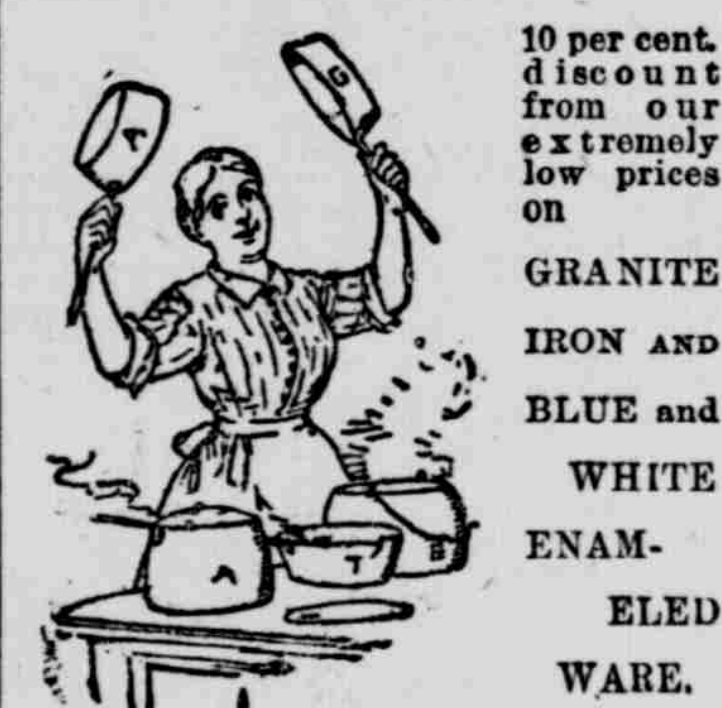 10 per cent.
discount
from our
extremely
low prices
on
GRANITE
IRON AND
BLUE and
WHITE
ENAM-
ELED
WARE.
G
A
T